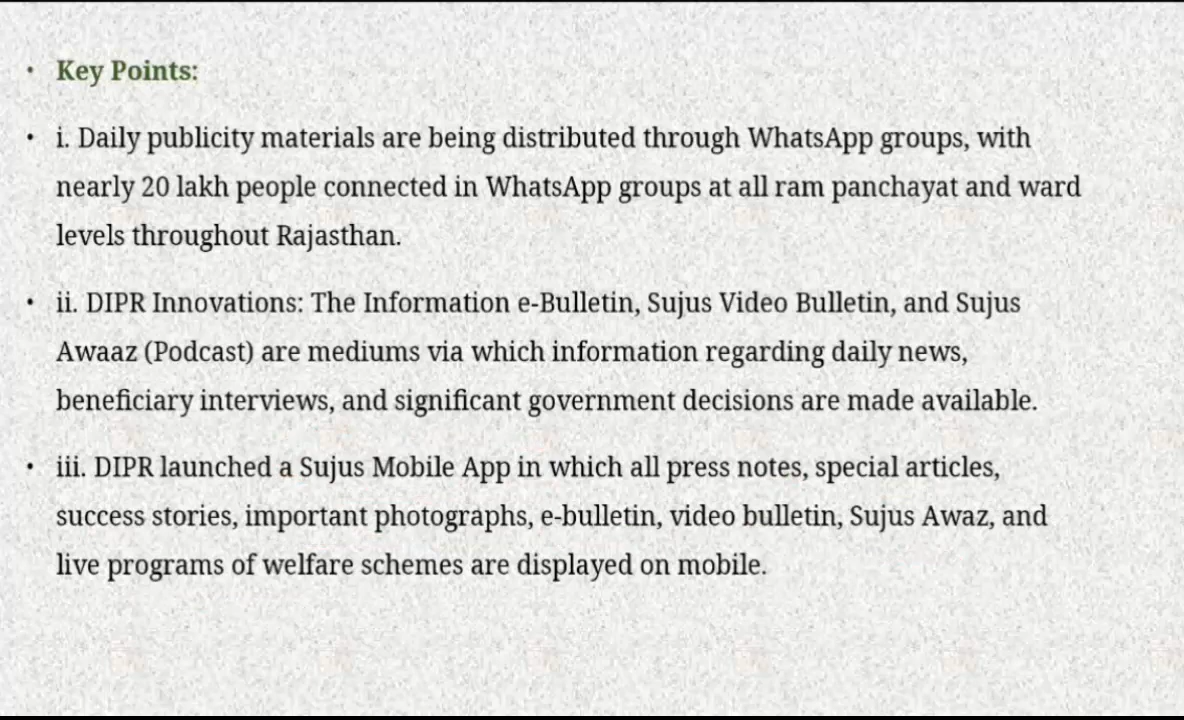 • Key Points:
• i. Daily publicity materials are being distributed through WhatsApp groups, with
nearly 20 lakh people connected in WhatsApp groups at all ram panchayat and ward
levels throughout Rajasthan.
• ii. DIPR Innovations: The Information e-Bulletin, Sujus Video Bulletin, and Sujus
Awaaz (Podcast) are mediums via which information regarding daily news,
beneficiary interviews, and significant government decisions are made available.
• iii. DIPR launched a Sujus Mobile App in which all press notes, special articles,
success stories, important photographs, e-bulletin, video bulletin, Sujus Awaz, and
live programs of welfare schemes are displayed on mobile.